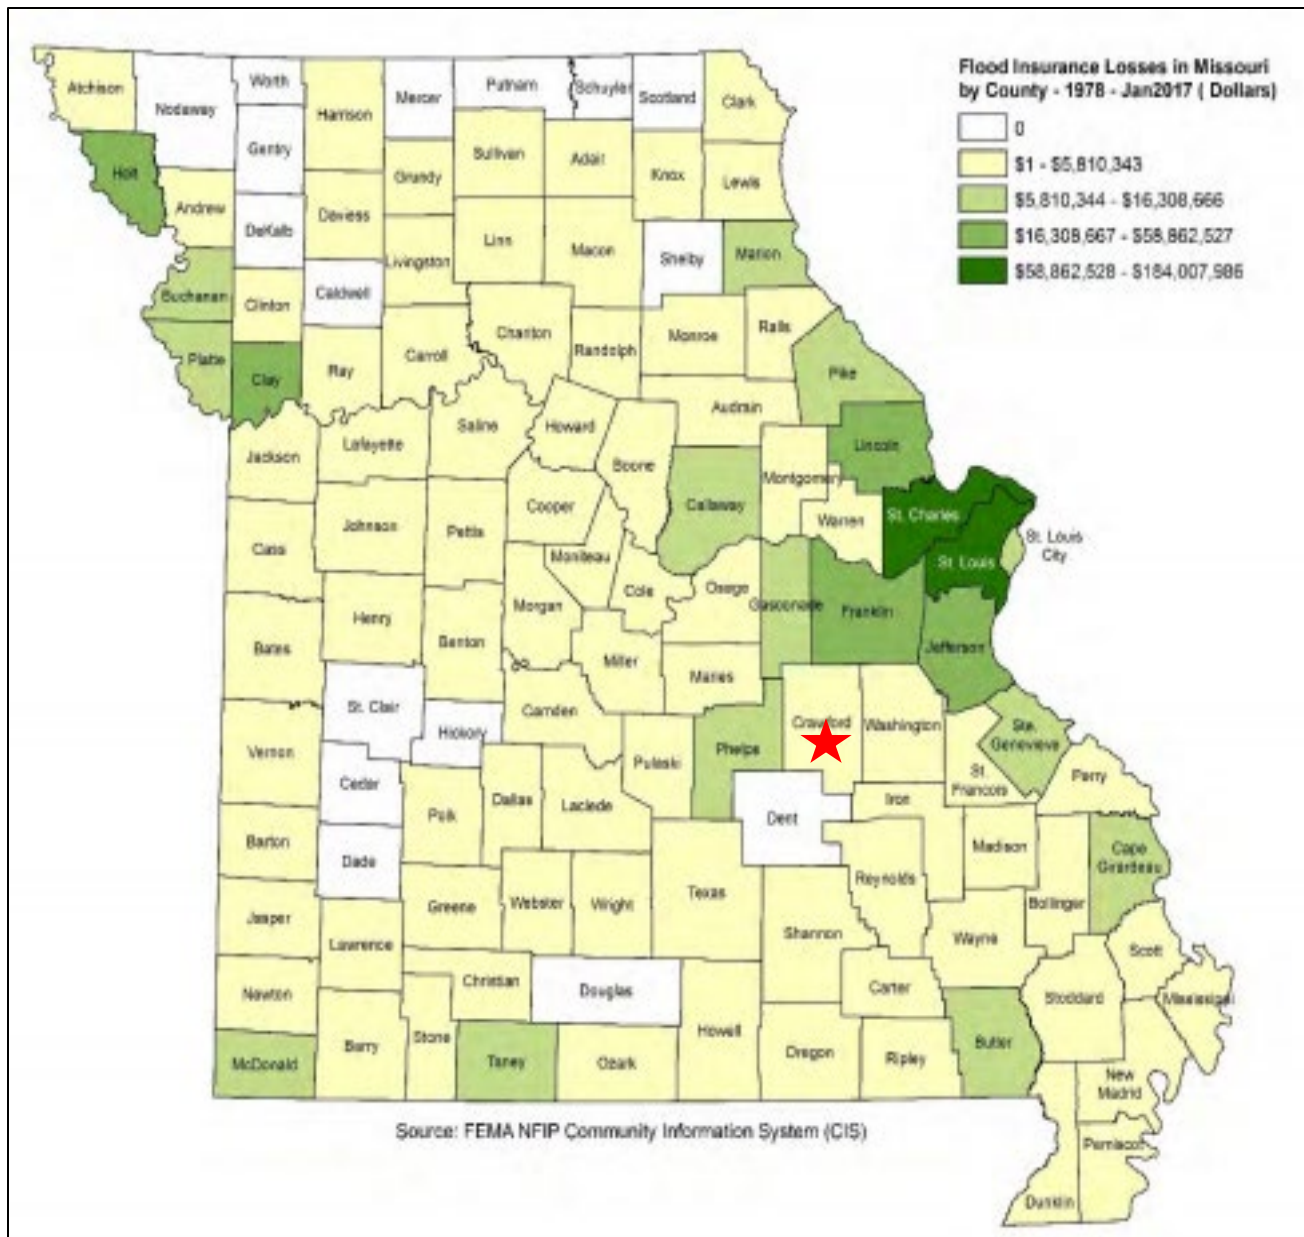 Flood Insurance Losses in Missouri
by County - 1978 - Jan2017 ( Dollars)
0
$1 - $5,810,343
$5,810,344 - $16,308,666
$16,308,667 - $58,862,527
$58,862,528 - $184,007,986
Atchison
Nodaway
Worth
Harrison
Mercer
Putnam
Schuyler
Scotland
Clark
Holt
Gentry
Sullivan
Adair
Knox
Lewis
Grundy
Andrew
DeKalb
Daviess
Linn
Macon
Shelby
Marion
Livingston
Buchanan
Clinton
Caldwell
Chariton
Randolph
Monroe
Ralls
Platte
Clay
Ray
Carroll
Pike
Audrain
Jackson
Lafayette
Saline
Howard
Boone
Lincoln
Callaway
Montgomery
Cooper
Warren
St. Charles
Johnson
Pettis
Cass
Moniteau
St. Louis
City
St. Louis
Cole
Osage
Gasconade
Franklin
Morgan
Henry
Benton
Bates
Miller
Maries
Jefferson
St. Clair
Camden
Hickory
Crawford
Washington
Ste.
Genevieve
Vernon
Phelps
Pulaski
St.
Francois
Perry
Cedar
Polk
Dallas
Laclede
Iron
Dent
Barton
Dade
Madison
Cape
Girardeau
Texas
Reynolds
Jasper
Greene
Webster
Wright
Bollinger
Shannon
Wayne
Lawrence
Scott
Newton
Christian
Douglas
Carter
Stoddard
Mississippi
Howell
McDonald
Barry
Stone
Taney
Ozark
Oregon
Ripley
Butler
New
Madrid
Pemiscot
Dunklin
Source: FEMA NFIP Community Information System (CIS)